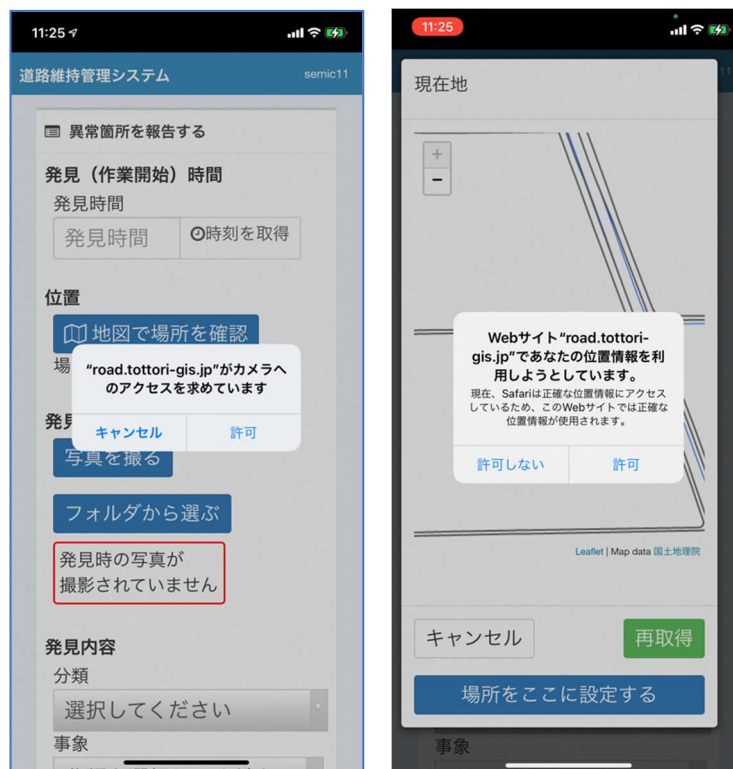 11:25
道路維持管理システム
semic11
異常箇所を報告する
発見（作業開始）時間
発見時間
発見時間
時刻を取得
位置
地図で場所を確認
場
"road.tottori-gis.jp"がカメラへ
のアクセスを求めています
キャンセル
許可
発見
写真を撮る
フォルダから選ぶ
発見時の写真が
撮影されていません
発見内容
分類
選択してください
事象
11:25
現在地
+
−
Webサイト"road.tottori-
gis.jp"であなたの位置情報を利
用しようとしています。
現在、Safariは正確な位置情報にアクセス
しているため、このWebサイトでは正確な
位置情報が使用されます。
許可しない
許可
Leaflet | Map data 国土地理院
キャンセル
再取得
場所をここに設定する
事象